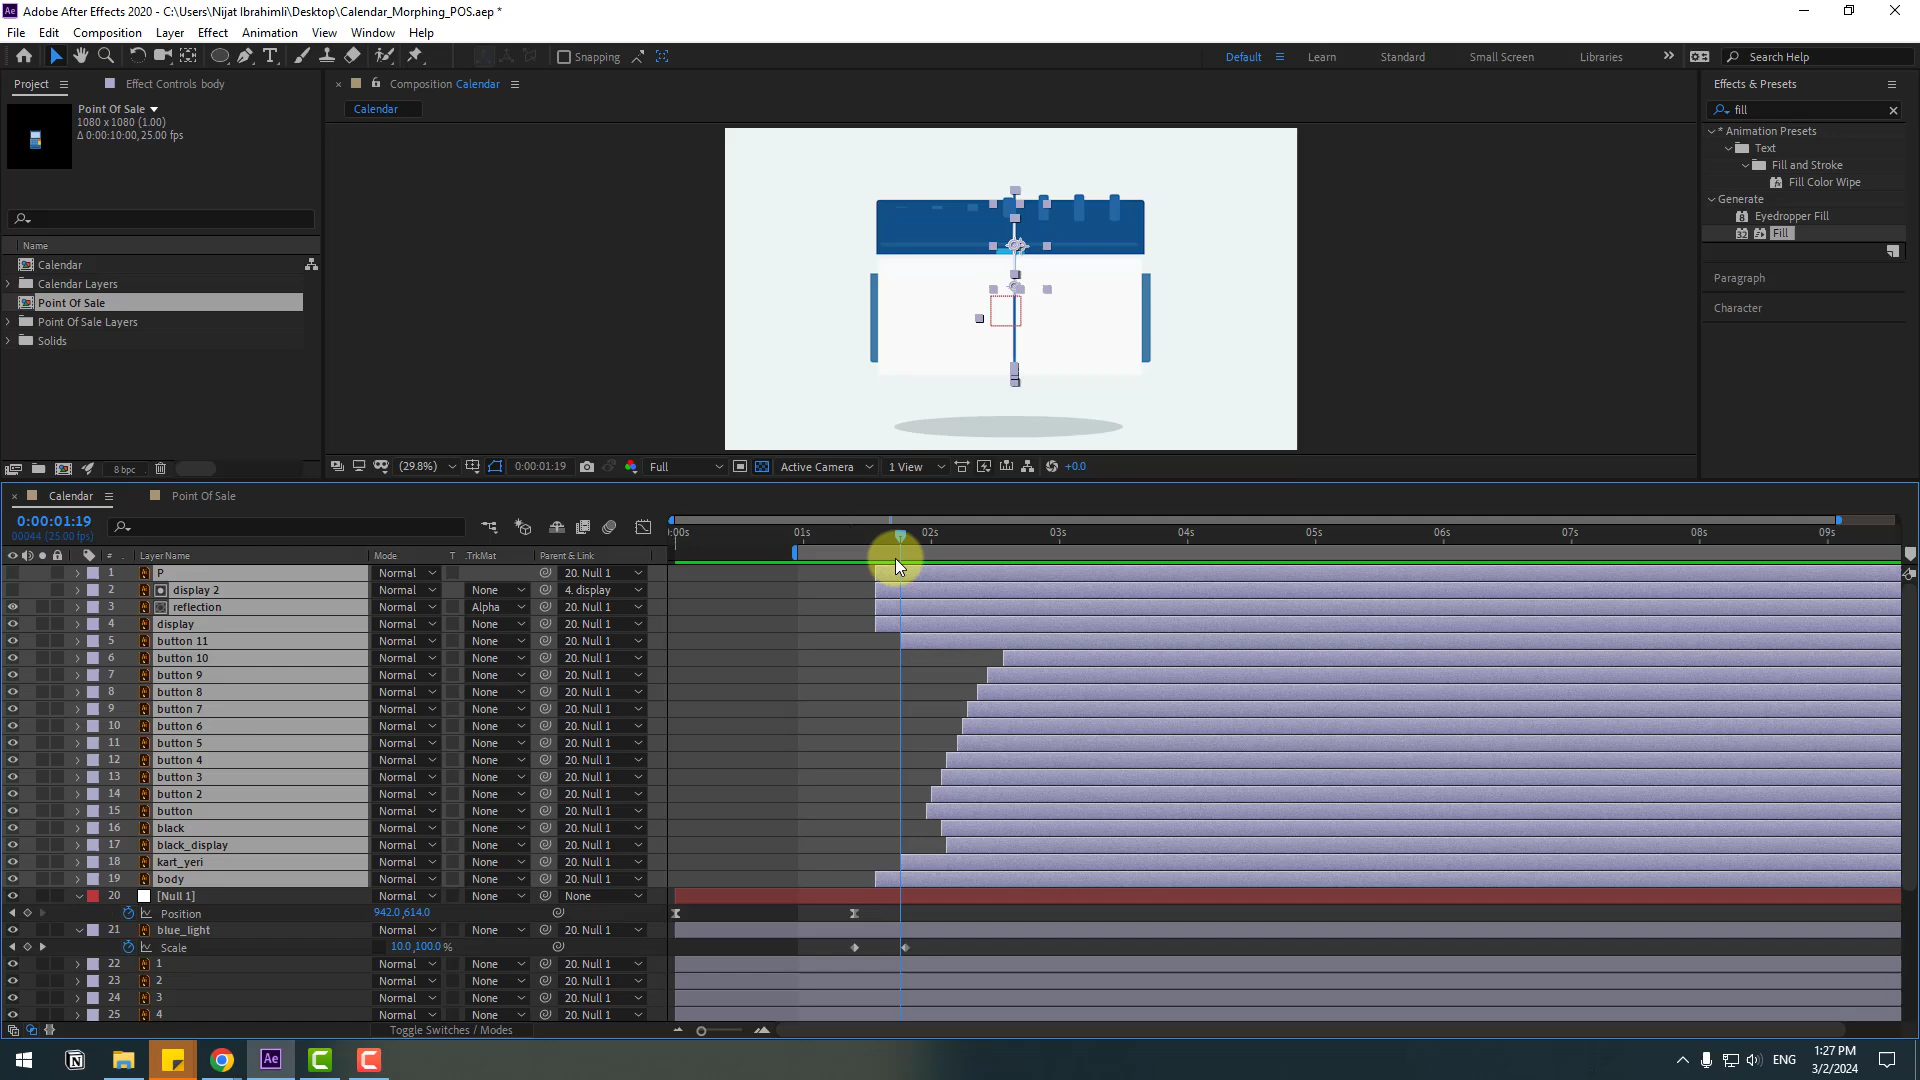 Adobe After Effects 2020 - C:\Users\Nijat Ibrahimli\Desktop\Calendar_Morphing_POS.aep *
File Edit Composition Layer Effect Animation View Window Help
Snapping Default Learn Standard Small Screen Libraries Search Help
Project Effect Controls body Composition Calendar Effects & Presets
Point Of Sale
1080 x 1080 (1.00)
Δ 0:00:10:00, 25.00 fps
Calendar
fill
* Animation Presets
Text
Fill and Stroke
Fill Color Wipe
Generate
Eyedropper Fill
Fill
Paragraph
Character
Name
Calendar
Calendar Layers
Point Of Sale
Point Of Sale Layers
Solids
8 bpc (29.8%) 0:00:01:19 Full Active Camera 1 View +0.0
Calendar Point Of Sale
0:00:01:19
00044 (25.00 fps)
:00s 01s 02s 03s 04s 05s 06s 07s 08s 09s
# Layer Name Mode T .TrkMat Parent & Link
1 P Normal 20. Null 1
2 display 2 Normal None 4. display
3 reflection Normal Alpha 20. Null 1
4 display Normal None 20. Null 1
5 button 11 Normal None 20. Null 1
6 button 10 Normal None 20. Null 1
7 button 9 Normal None 20. Null 1
8 button 8 Normal None 20. Null 1
9 button 7 Normal None 20. Null 1
10 button 6 Normal None 20. Null 1
11 button 5 Normal None 20. Null 1
12 button 4 Normal None 20. Null 1
13 button 3 Normal None 20. Null 1
14 button 2 Normal None 20. Null 1
15 button Normal None 20. Null 1
16 black Normal None 20. Null 1
17 black_display Normal None 20. Null 1
18 kart_yeri Normal None 20. Null 1
19 body Normal None 20. Null 1
20 [Null 1] Normal None None
Position 942.0,614.0
21 blue_light Normal None 20. Null 1
Scale 10.0,100.0%
22 1 Normal None 20. Null 1
23 2 Normal None 20. Null 1
24 3 Normal None 20. Null 1
25 4 Normal None 20. Null 1
Toggle Switches / Modes
ENG
1:27 PM
3/2/2024